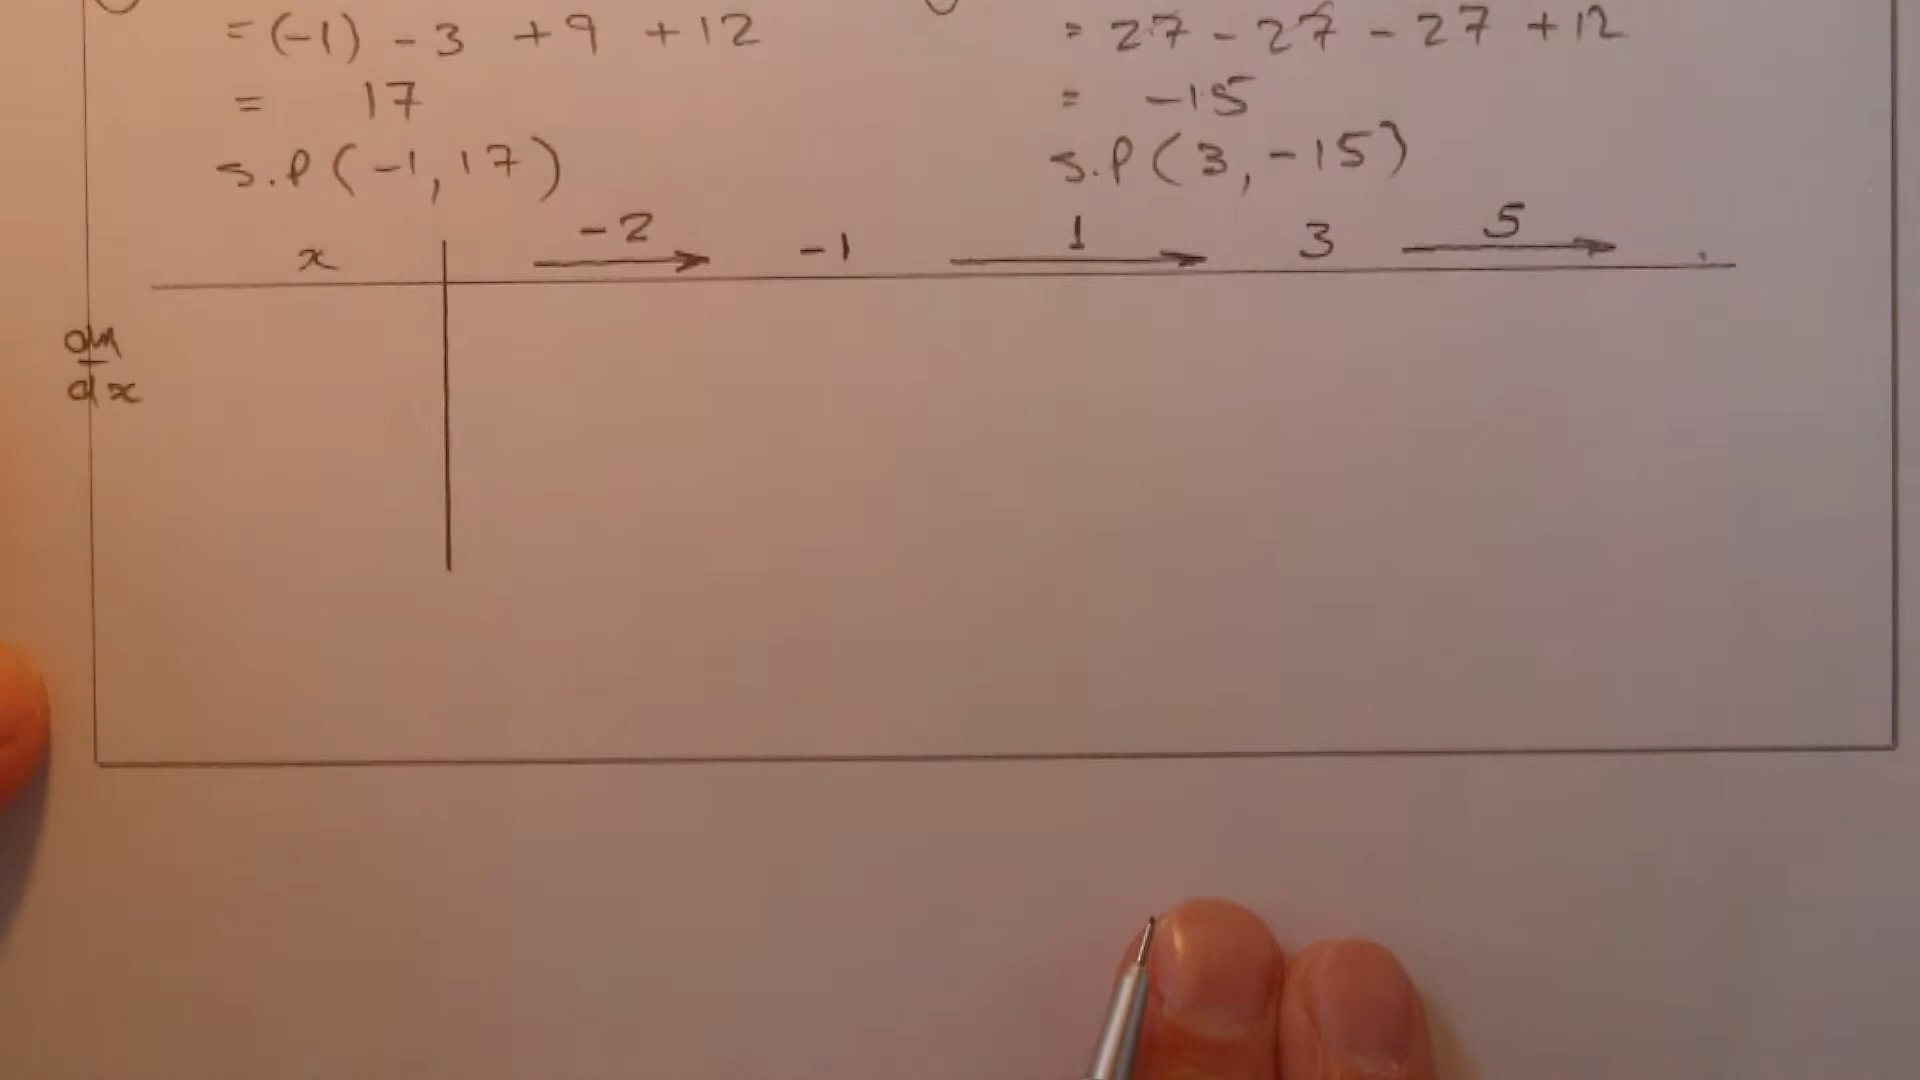 = (-1) - 3 + 9 + 12
= 27 - 27 - 27 + 12
= 17
= -15
s.p (-1, 17)
s.p (3, -15)
x -2 -1 1 3 5
dy
dx